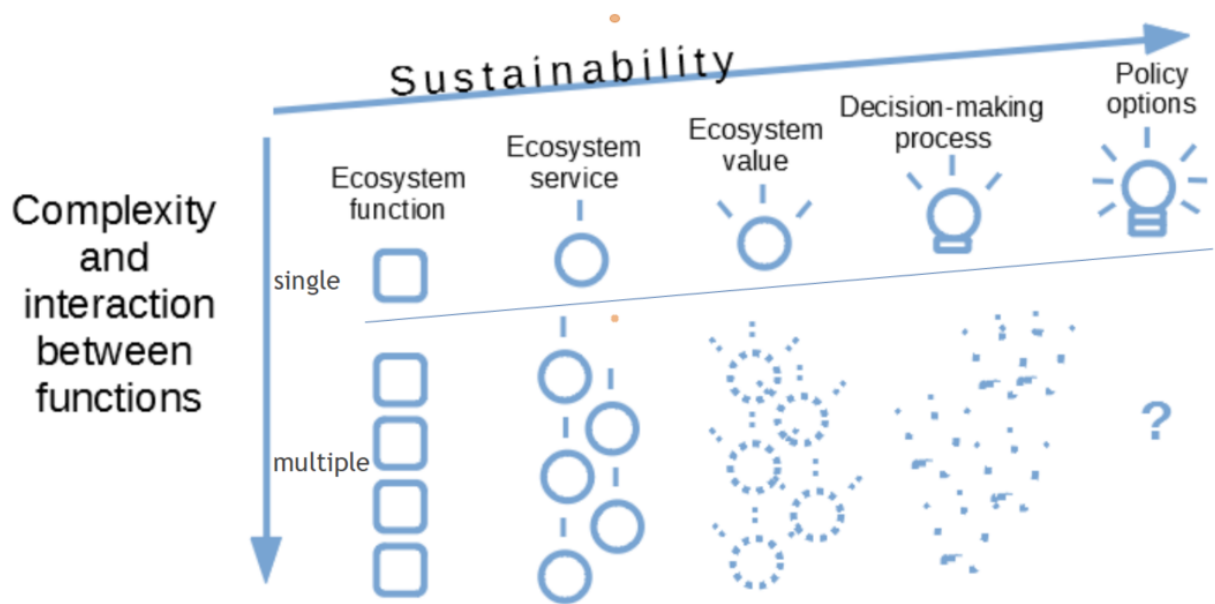 Sustainability
Policy
options
Decision-making
process
Ecosystem
value
Ecosystem
service
Ecosystem
function
Complexity
and
interaction
between
functions
single
multiple
?